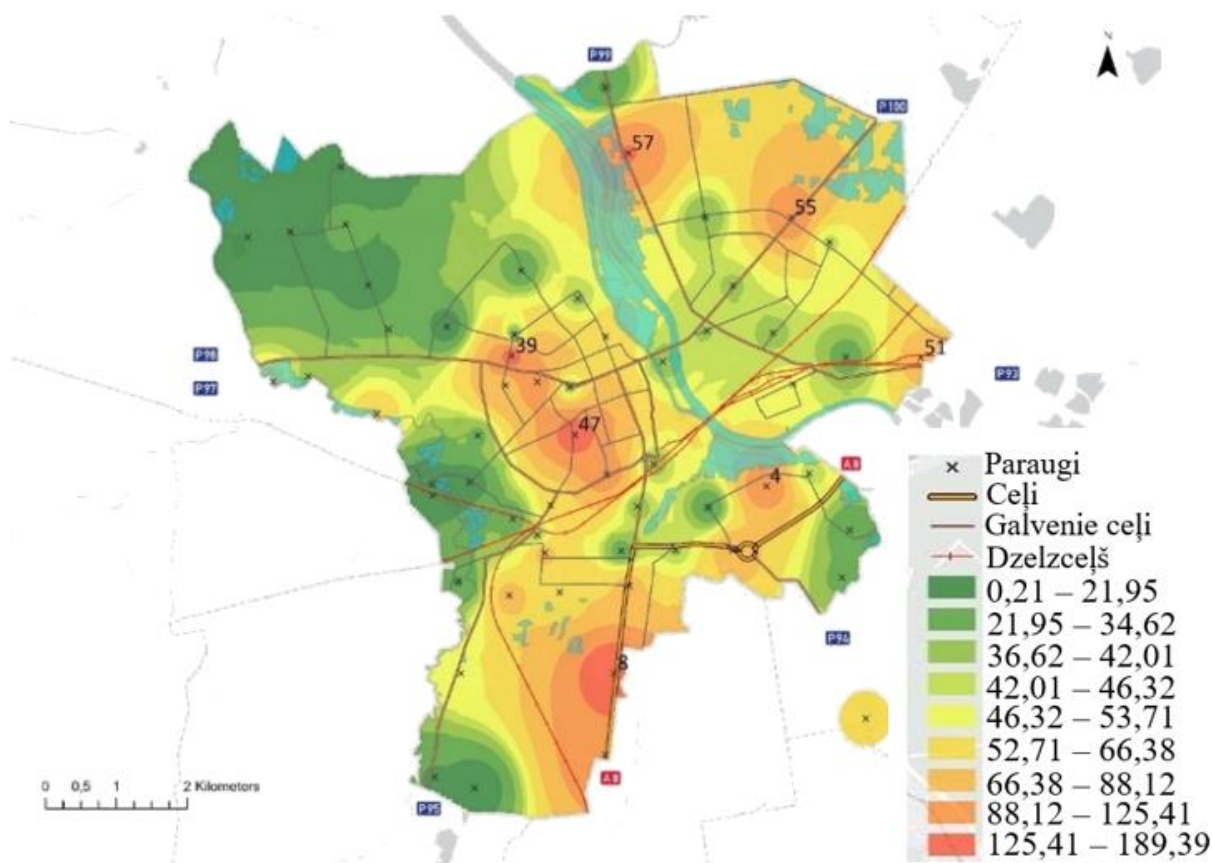 N
P99
P100
57
55
39
51
P98
P97
P93
47
A8
4
8
P94
A8
P95
0 0,5 1 2 Kilometers
Paraugi
Ceļi
Galvenie ceļi
Dzelzceļš
0,21 – 21,95
21,95 – 34,62
36,62 – 42,01
42,01 – 46,32
46,32 – 53,71
52,71 – 66,38
66,38 – 88,12
88,12 – 125,41
125,41 – 189,39